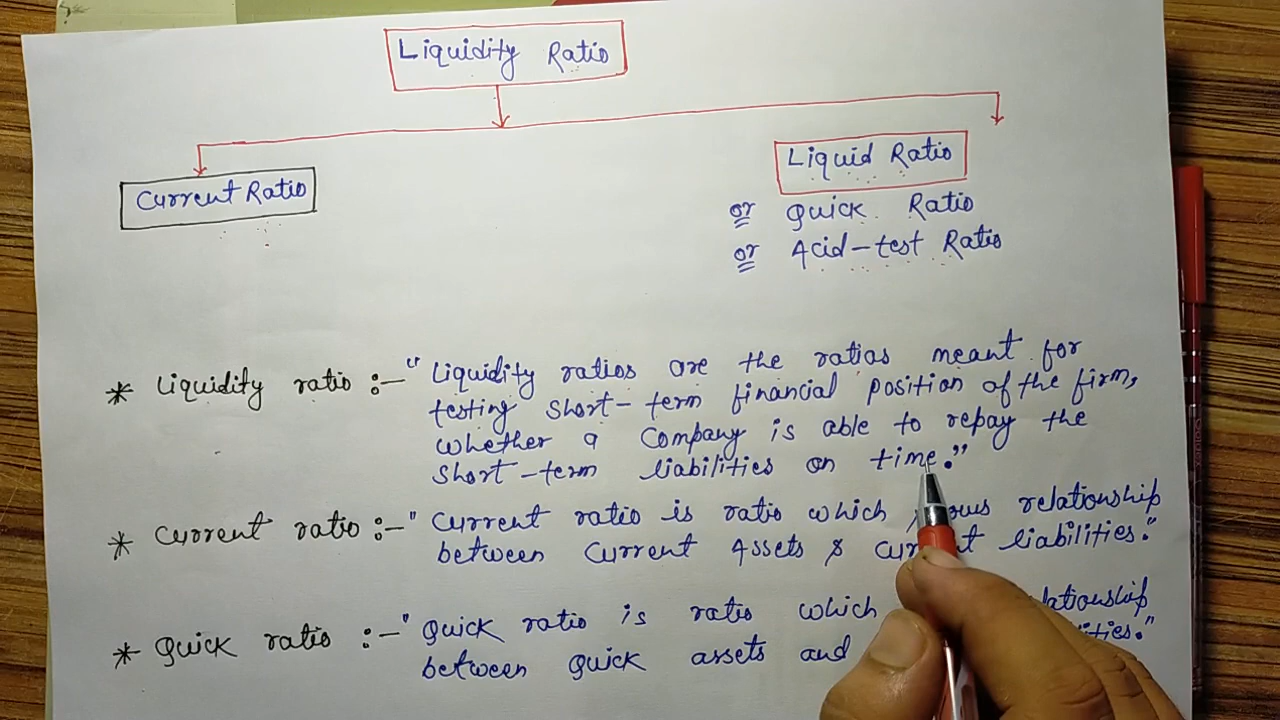 Liquidity Ratio
Current Ratio
Liquid Ratio
or Quick Ratio
or Acid-test Ratio
* Liquidity ratio :- "Liquidity ratios are the ratios meant for
testing short-term financial position of the firm,
whether a company is able to repay the
short-term liabilities on time."
* Current ratio :- "Current ratio is ratio which relationship
between current Assets & current liabilities."
* Quick ratio :- "Quick ratio is ratio which
between quick assets and